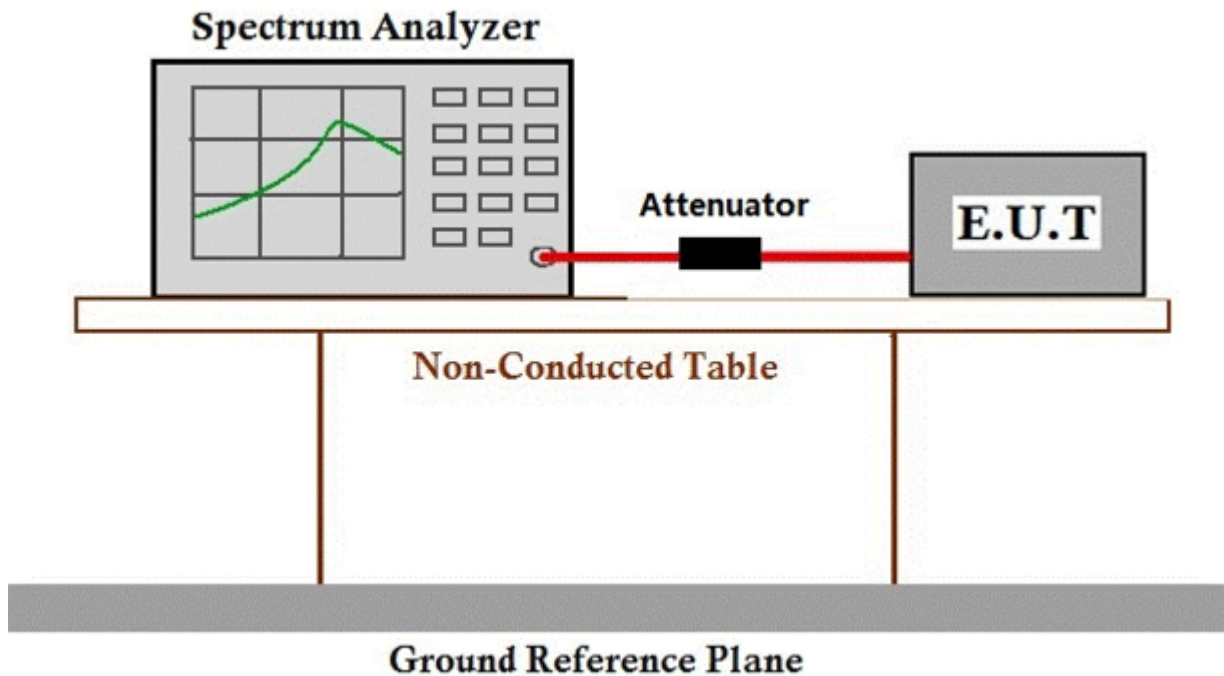 Spectrum Analyzer
Attenuator
E.U.T
Non-Conducted Table
Ground Reference Plane